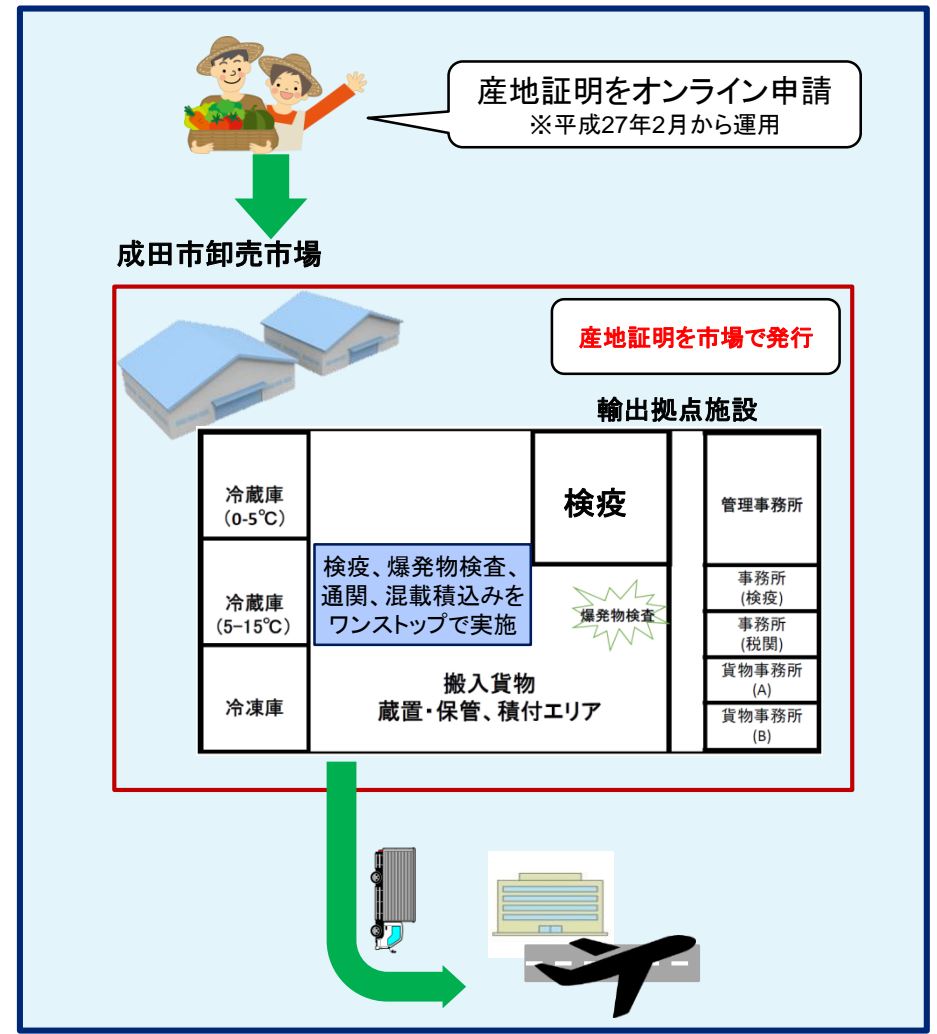 産地証明をオンライン申請
※平成27年2月から運用
成田市卸売市場
産地証明を市場で発行
輸出拠点施設
冷蔵庫
(0-5℃)
検疫
管理事務所
検疫、爆発物検査、
通関、混載積込みを
ワンストップで実施
冷蔵庫
(5-15℃)
爆発物検査
事務所
(検疫)
事務所
(税関)
冷凍庫
搬入貨物
蔵置・保管、積付エリア
貨物事務所
(A)
貨物事務所
(B)